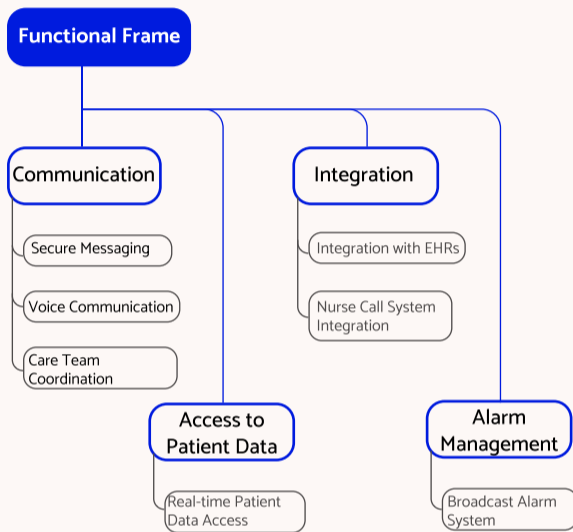 Functional Frame
Communication
Secure Messaging
Voice Communication
Care Team
Coordination
Integration
Integration with EHRs
Nurse Call System
Integration
Access to
Patient Data
Real-time Patient
Data Access
Alarm
Management
Broadcast Alarm
System